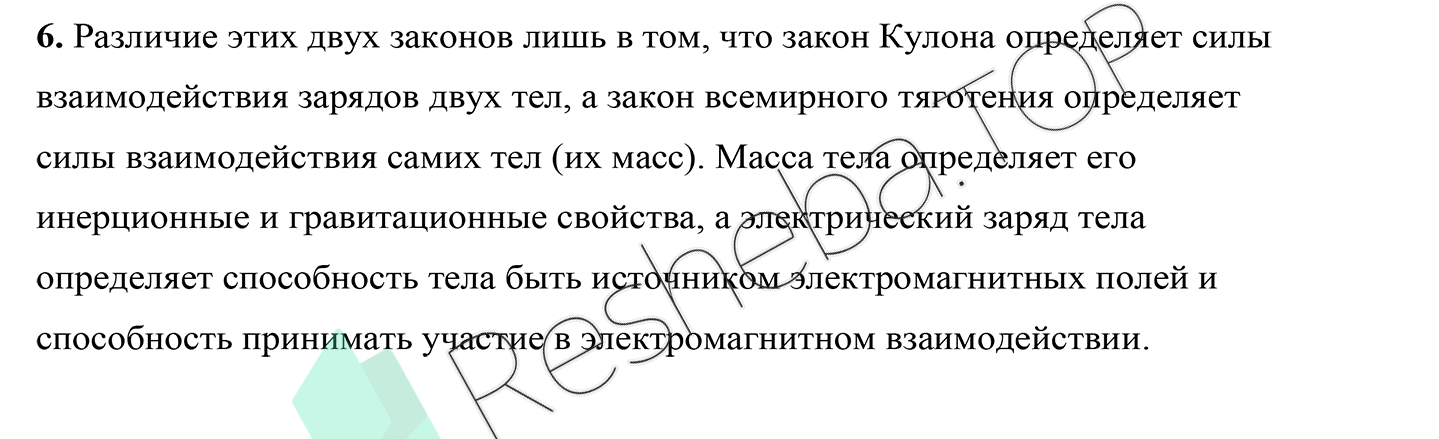 6. Различие этих двух законов лишь в том, что закон Кулона определяет силы
взаимодействия зарядов двух тел, а закон всемирного тяготения определяет
силы взаимодействия самих тел (их масс). Масса тела определяет его
инерционные и гравитационные свойства, а электрический заряд тела
определяет способность тела быть источником электромагнитных полей и
способность принимать участие в электромагнитном взаимодействии.
Resheba.TOP